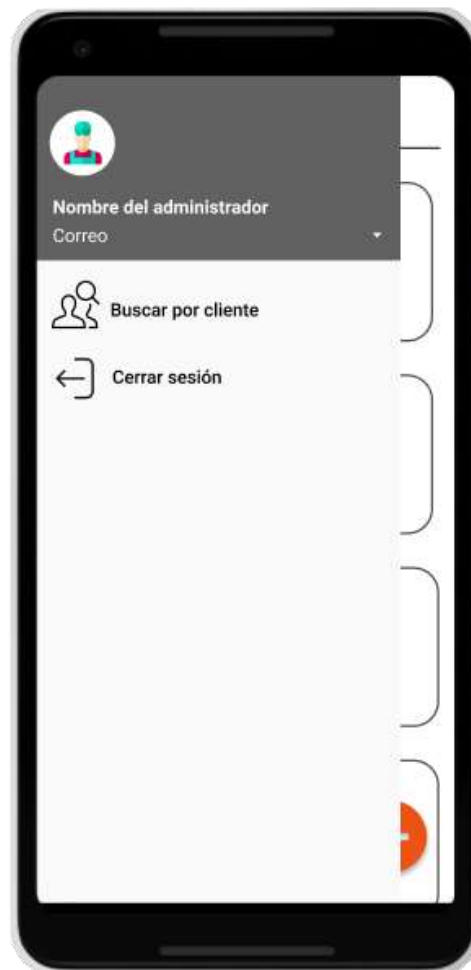 Nombre del administrador
Correo
Buscar por cliente
Cerrar sesión